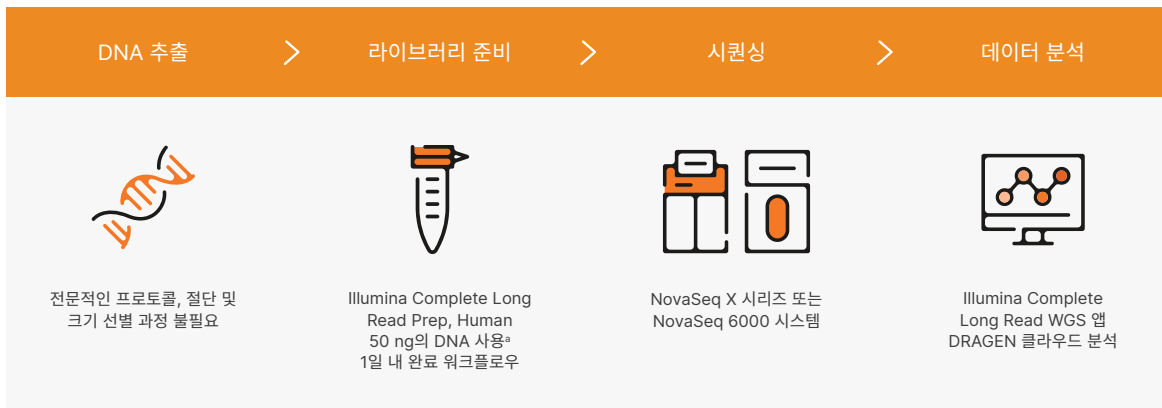 DNA 추출
라이브러리 준비
시퀀싱
데이터 분석
전문적인 프로토콜, 절단 및
크기 선별 과정 불필요
Illumina Complete Long
Read Prep, Human
50 ng의 DNA 사용ᵃ
1일 내 완료 워크플로우
NovaSeq X 시리즈 또는
NovaSeq 6000 시스템
Illumina Complete
Long Read WGS 앱
DRAGEN 클라우드 분석